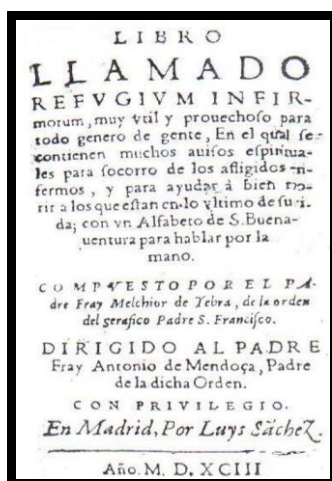 LIBRO
LLAMADO
REFVGIVM INFIR-
morum, muy vtil y prouechoso para
todo genero de gente, En el qual se
contienen muchos auisos espiritua-
les para socorro de los afligidos en-
fermos, y para ayudar à bien mo-
rir a los que estan en lo vltimo de su vi-
da; con vn Alfabeto de S. Buena-
uentura para hablar por la
mano.
COMPVESTO POR EL PA-
dre Fray Melchior de Yebra, de la orden
del serafico Padre S. Francisco.
DIRIGIDO AL PADRE
Fray Antonio de Mendoça, Padre
de la dicha Orden.
CON PRIVILEGIO.
En Madrid, Por Luys Sãchez.
Año. M. D. XCIII